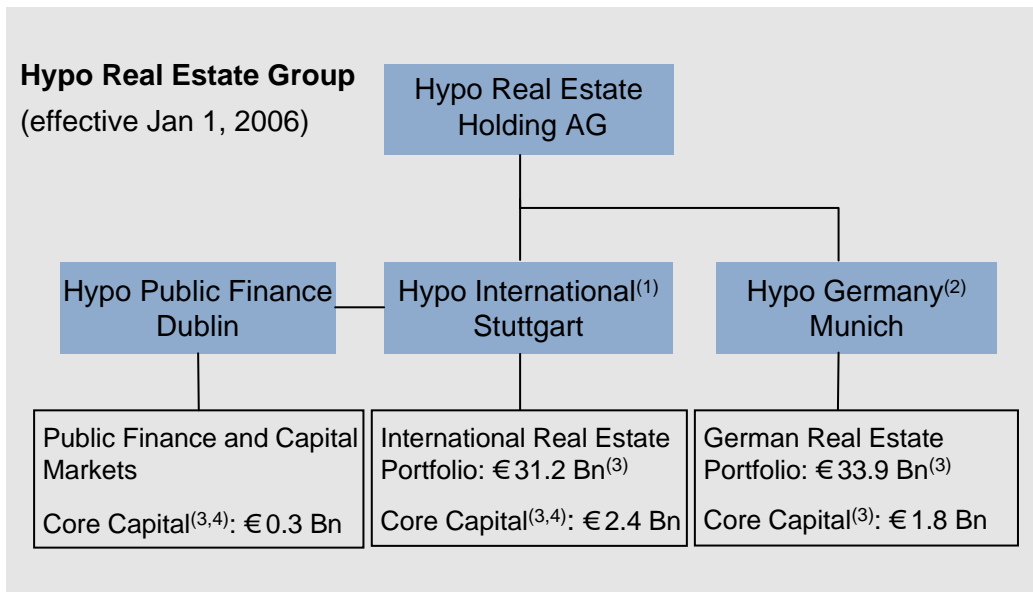 Hypo Real Estate Group
(effective Jan 1, 2006)
Hypo Real Estate
Holding AG
Hypo Public Finance
Dublin
Hypo International(1)
Stuttgart
Hypo Germany(2)
Munich
Public Finance and Capital
Markets
Core Capital(3,4): €0.3 Bn
International Real Estate
Portfolio: €31.2 Bn(3)
Core Capital(3,4): €2.4 Bn
German Real Estate
Portfolio: €33.9 Bn(3)
Core Capital(3): €1.8 Bn